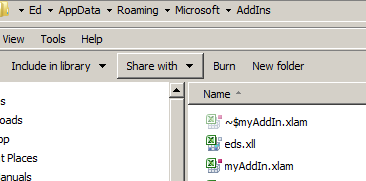 Ed AppData Roaming Microsoft AddIns
View Tools Help
Include in library Share with Burn New folder
Name
~$myAddIn.xlam
eds.xll
myAddIn.xlam
s
oads
op
t Places
anuals